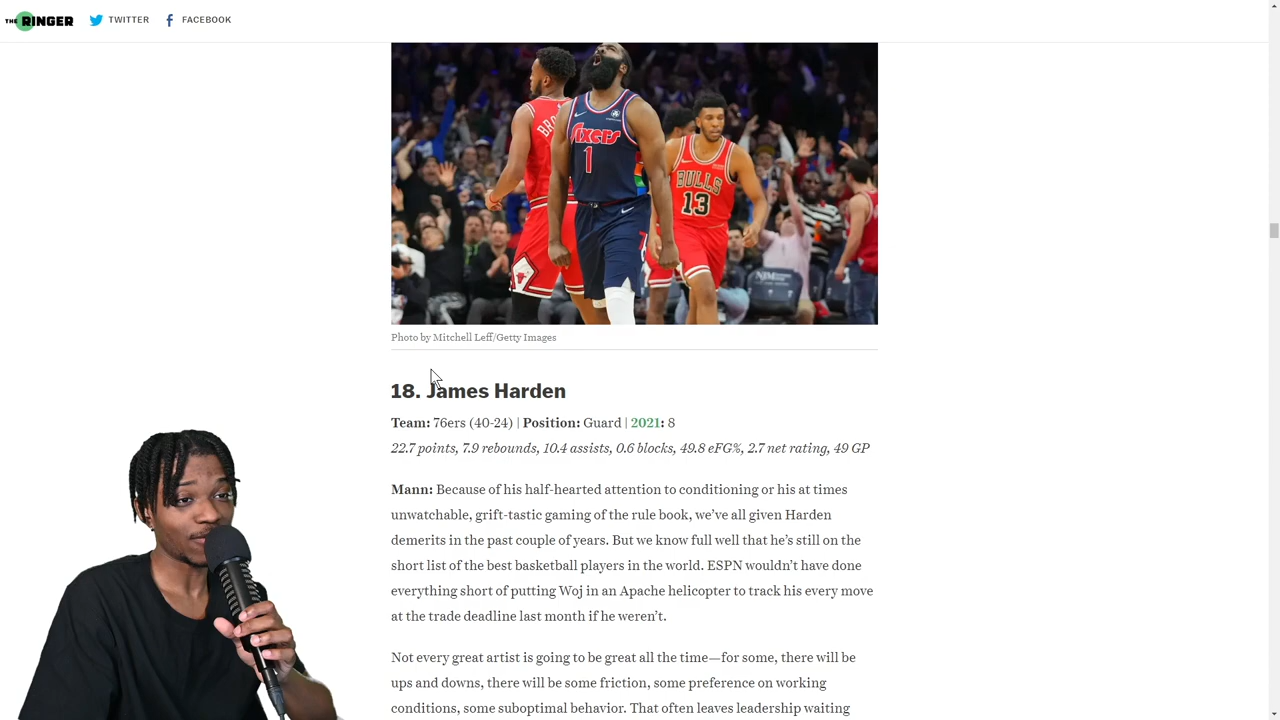 THE RINGER TWITTER FACEBOOK
BRO
sixers
1
BULLS
13
Photo by Mitchell Leff/Getty Images
18. James Harden
Team: 76ers (40-24) | Position: Guard | 2021: 8
22.7 points, 7.9 rebounds, 10.4 assists, 0.6 blocks, 49.8 eFG%, 2.7 net rating, 49 GP
Mann: Because of his half-hearted attention to conditioning or his at times
unwatchable, grift-tastic gaming of the rule book, we’ve all given Harden
demerits in the past couple of years. But we know full well that he’s still on the
short list of the best basketball players in the world. ESPN wouldn’t have done
everything short of putting Woj in an Apache helicopter to track his every move
at the trade deadline last month if he weren’t.
Not every great artist is going to be great all the time—for some, there will be
ups and downs, there will be some friction, some preference on working
conditions, some suboptimal behavior. That often leaves leadership waiting